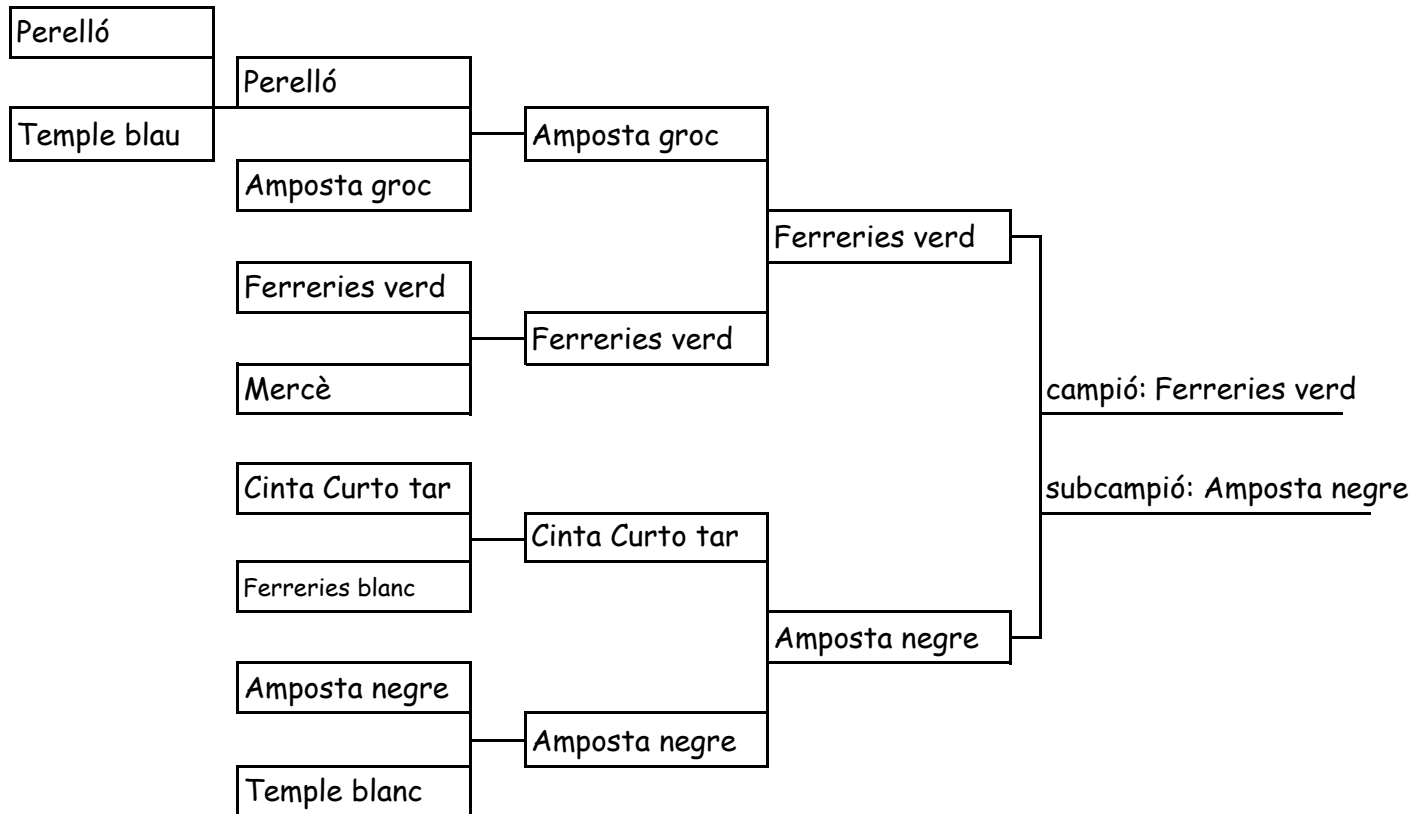 Perelló
Perelló
Temple blau
Amposta groc
Amposta groc
Ferreries verd
Ferreries verd
Ferreries verd
Mercè
campió: Ferreries verd
Cinta Curto tar
subcampió: Amposta negre
Cinta Curto tar
Ferreries blanc
Amposta negre
Amposta negre
Amposta negre
Temple blanc